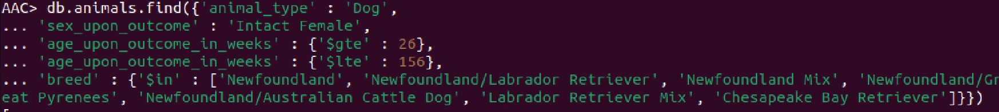 AAC> db.animals.find({'animal_type' : 'Dog',
... 'sex_upon_outcome' : 'Intact Female',
... 'age_upon_outcome_in_weeks' : {'$gte' : 26},
... 'age_upon_outcome_in_weeks' : {'$lte' : 156},
... 'breed' : {'$in' : ['Newfoundland', 'Newfoundland/Labrador Retriever', 'Newfoundland Mix', 'Newfoundland/Gr
eat Pyrenees', 'Newfoundland/Australian Cattle Dog', 'Labrador Retriever Mix', 'Chesapeake Bay Retriever']}})